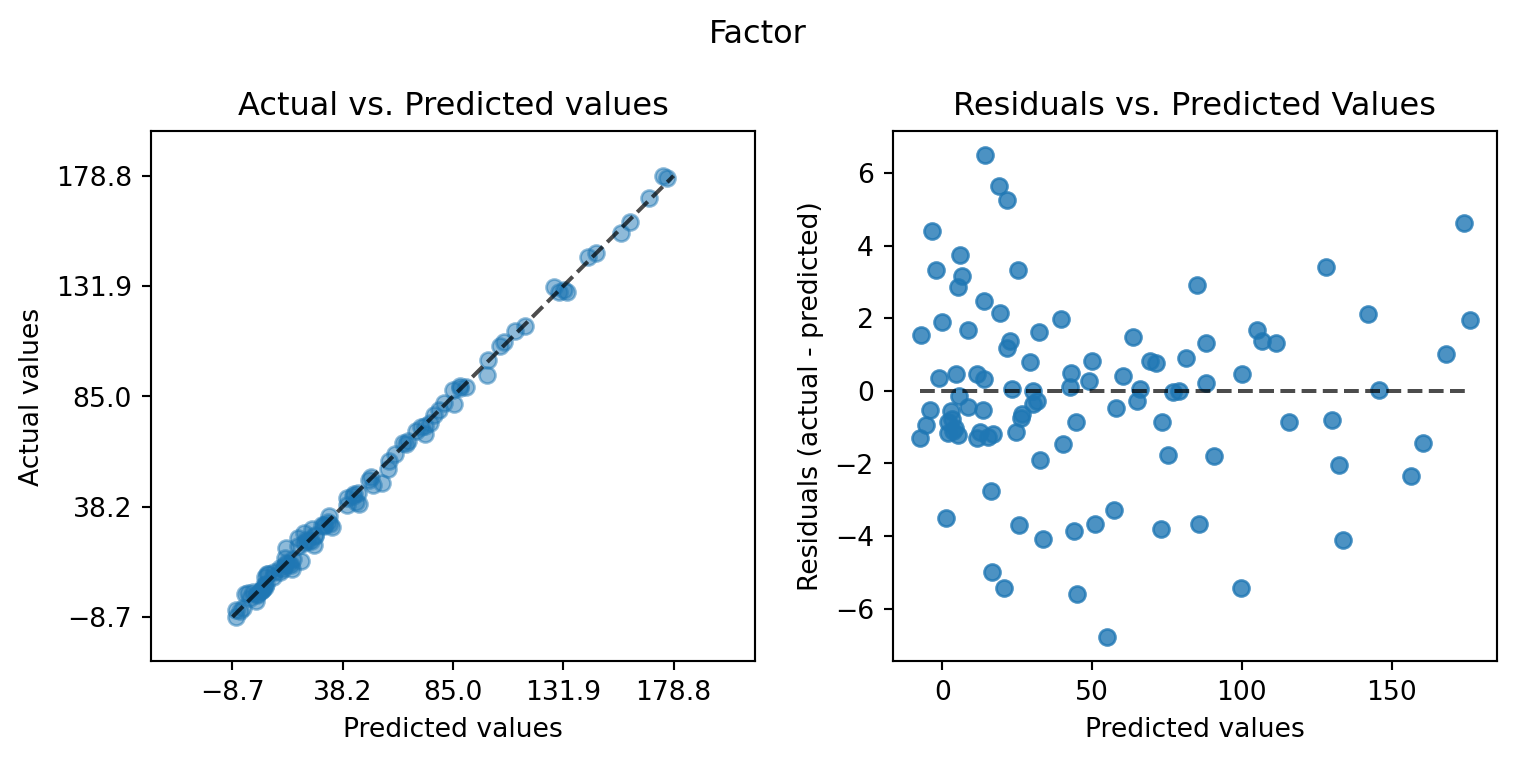 Factor
Actual vs. Predicted values
Actual values
178.8
131.9
85.0
38.2
−8.7
−8.7 38.2 85.0 131.9 178.8
Predicted values
Residuals vs. Predicted Values
Residuals (actual - predicted)
6
4
2
0
−2
−4
−6
0 50 100 150
Predicted values